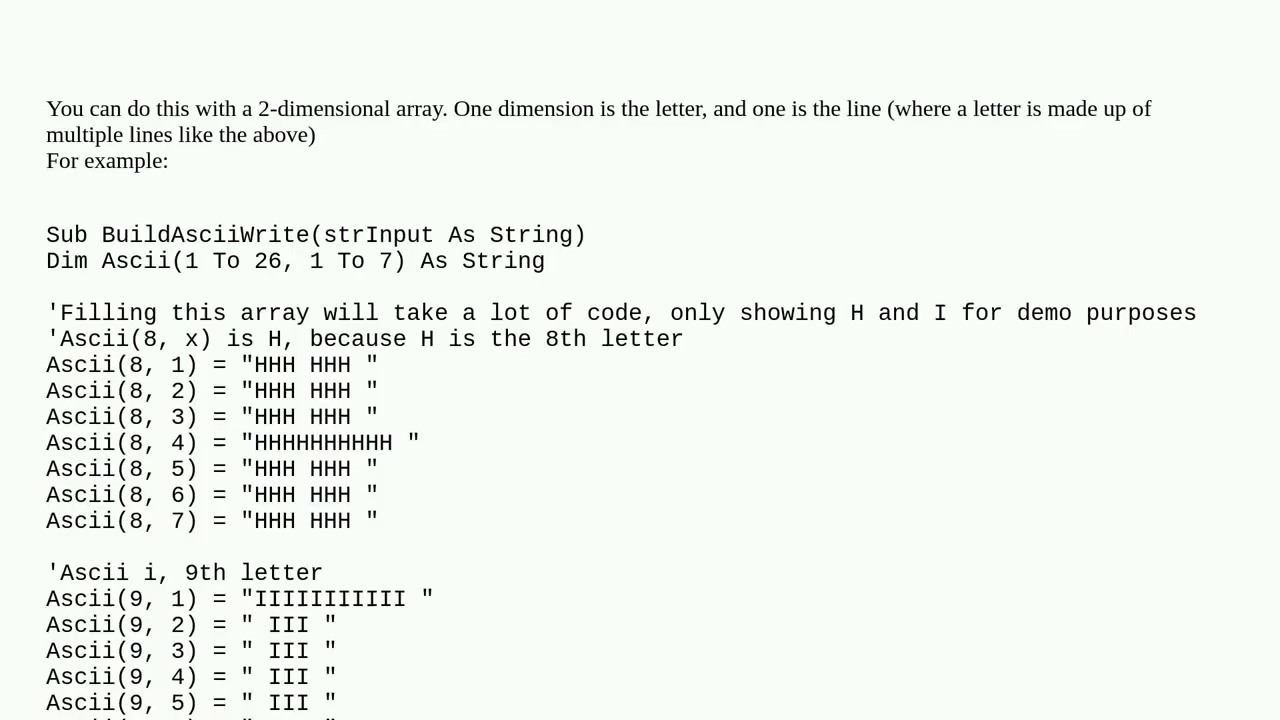 You can do this with a 2-dimensional array. One dimension is the letter, and one is the line (where a letter is made up of
multiple lines like the above)
For example:
Sub BuildAsciiWrite(strInput As String)
Dim Ascii(1 To 26, 1 To 7) As String
'Filling this array will take a lot of code, only showing H and I for demo purposes
'Ascii(8, x) is H, because H is the 8th letter
Ascii(8, 1) = "HHH HHH "
Ascii(8, 2) = "HHH HHH "
Ascii(8, 3) = "HHH HHH "
Ascii(8, 4) = "HHHHHHHHHH "
Ascii(8, 5) = "HHH HHH "
Ascii(8, 6) = "HHH HHH "
Ascii(8, 7) = "HHH HHH "
'Ascii i, 9th letter
Ascii(9, 1) = "IIIIIIIIIII "
Ascii(9, 2) = " III "
Ascii(9, 3) = " III "
Ascii(9, 4) = " III "
Ascii(9, 5) = " III "